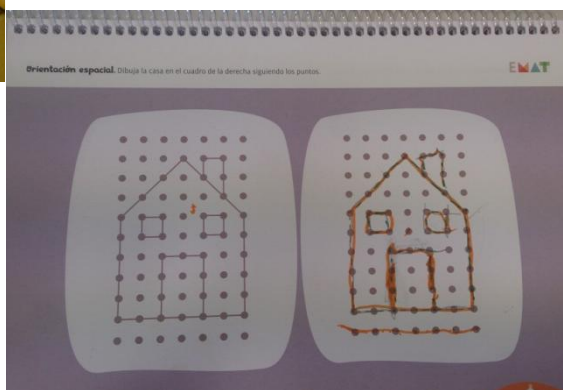 Orientación espacial. Dibuja la casa en el cuadro de la derecha siguiendo los puntos.
EMAT